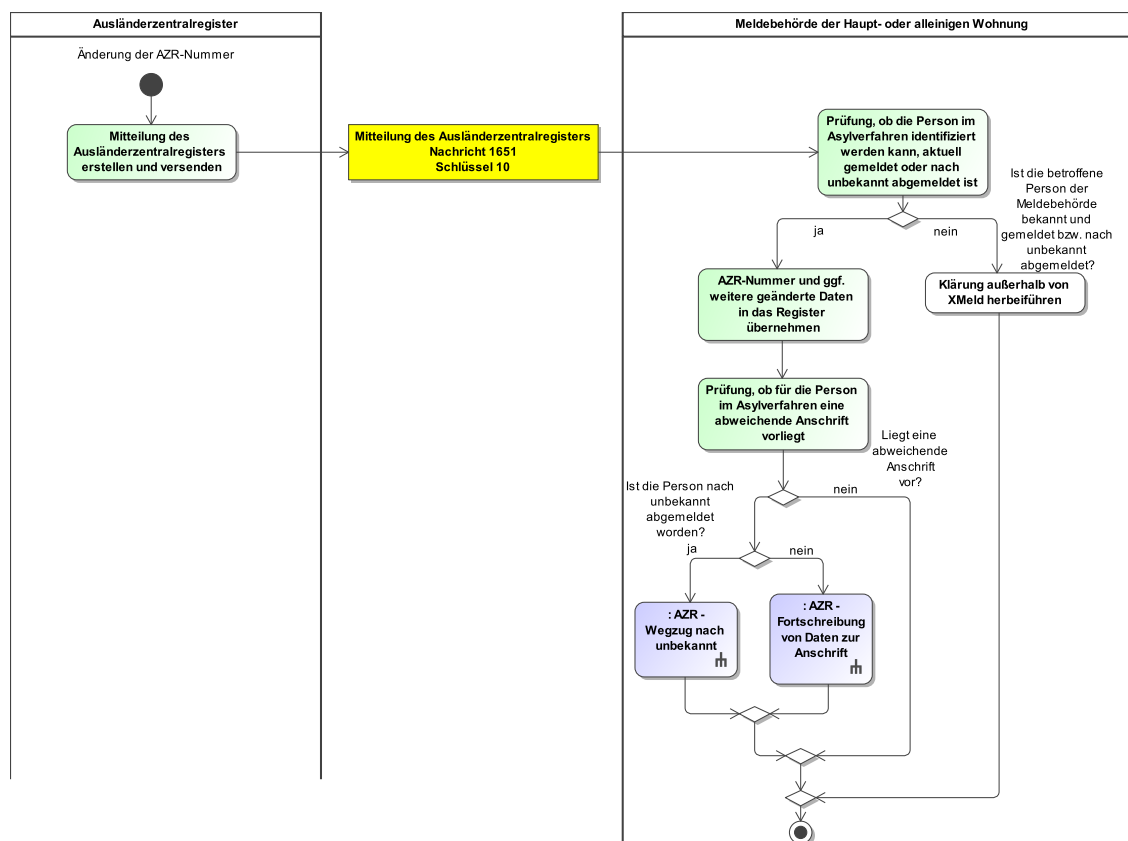 Ausländerzentralregister
Meldebehörde der Haupt- oder alleinigen Wohnung
Änderung der AZR-Nummer
Mitteilung des
Ausländerzentralregisters
erstellen und versenden
Mitteilung des Ausländerzentralregisters
Nachricht 1651
Schlüssel 10
Prüfung, ob die Person im
Asylverfahren identifiziert
werden kann, aktuell
gemeldet oder nach
unbekannt abgemeldet ist
Ist die betroffene
Person der
Meldebehörde
bekannt und
gemeldet bzw. nach
unbekannt
abgemeldet?
ja
nein
AZR-Nummer und ggf.
weitere geänderte Daten
in das Register
übernehmen
Klärung außerhalb von
XMeld herbeiführen
Prüfung, ob für die Person
im Asylverfahren eine
abweichende Anschrift
vorliegt
Liegt eine
abweichende
Anschrift
vor?
nein
Ist die Person nach
unbekannt
abgemeldet
worden?
ja
nein
: AZR -
Wegzug nach
unbekannt
: AZR -
Fortschreibung
von Daten zur
Anschrift